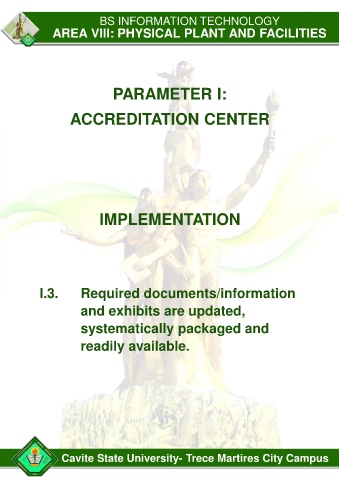 BS INFORMATION TECHNOLOGY
AREA VIII: PHYSICAL PLANT AND FACILITIES
PARAMETER I:
ACCREDITATION CENTER
IMPLEMENTATION
I.3. Required documents/information
and exhibits are updated,
systematically packaged and
readily available.
Cavite State University- Trece Martires City Campus